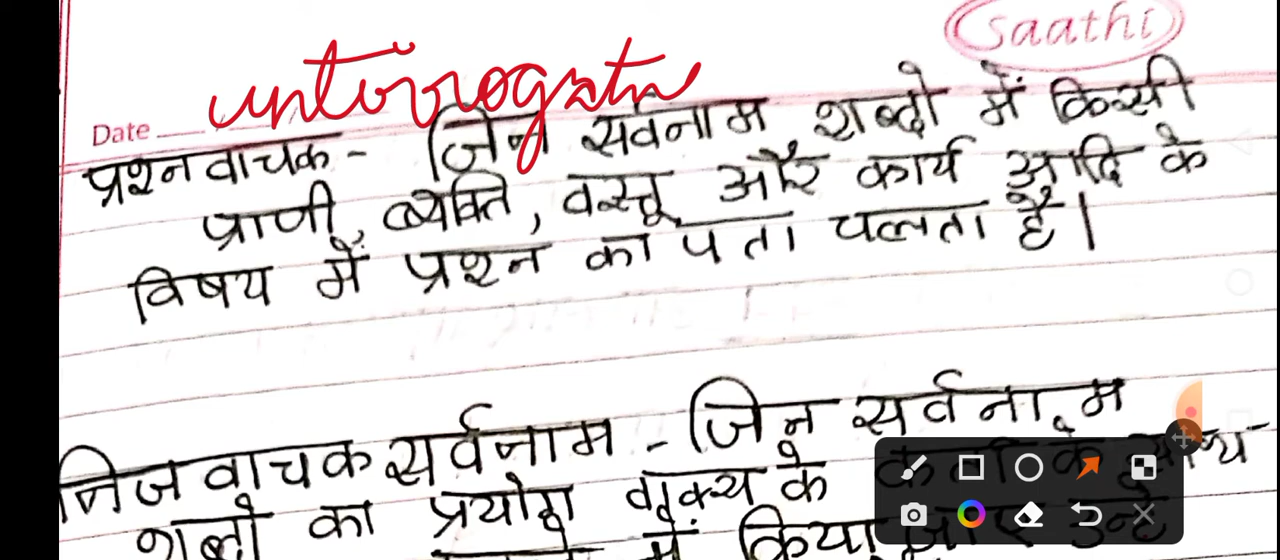 Saathi
Date
प्रश्नवाचक - जिन सर्वनाम शब्दो में किसी
प्राणी, व्यक्ति, वस्तू और कार्य आदि के
विषय में प्रश्न का पता चलता है।
निजवाचक सर्वनाम - जिन सर्वनाम
शब्दो का प्रयोग वाक्य के
में किया